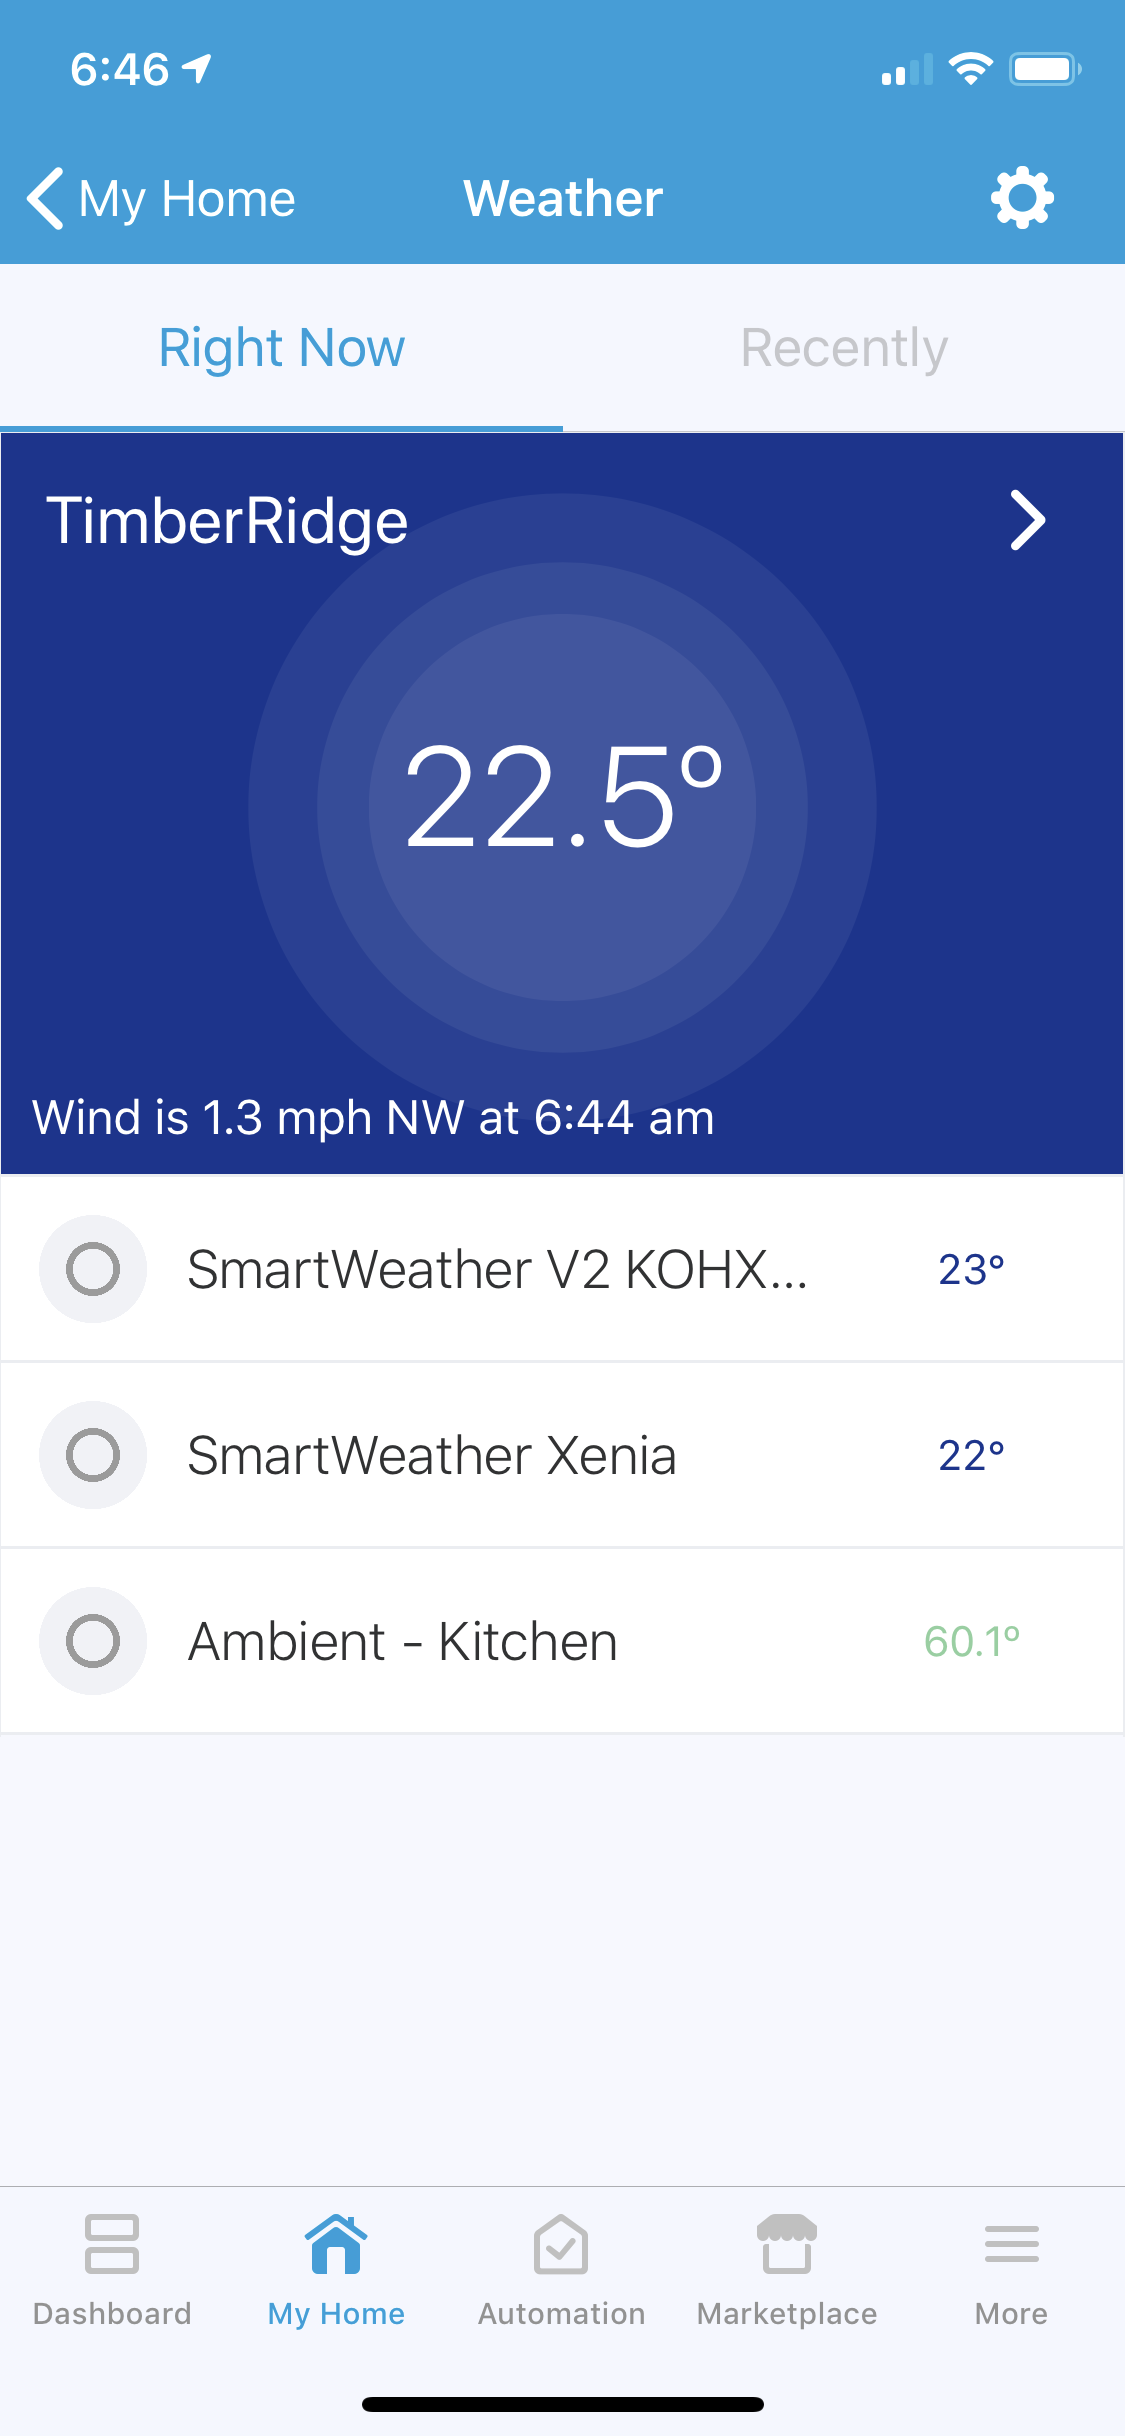 6:46
My Home
Weather
Right Now
Recently
TimberRidge
22.5°
Wind is 1.3 mph NW at 6:44 am
SmartWeather V2 KOHX...
23°
SmartWeather Xenia
22°
Ambient - Kitchen
60.1°
Dashboard
My Home
Automation
Marketplace
More